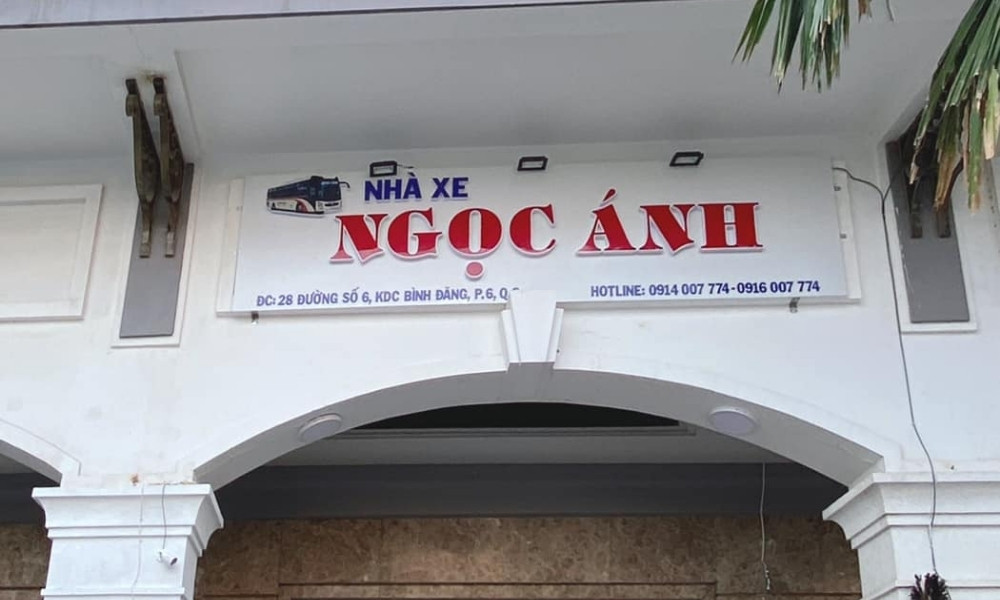 NHÀ XE
NGỌC ÁNH
ĐC: 28 ĐƯỜNG SỐ 6, KDC BÌNH ĐĂNG, P.6, Q
HOTLINE: 0914 007 774 - 0916 007 774